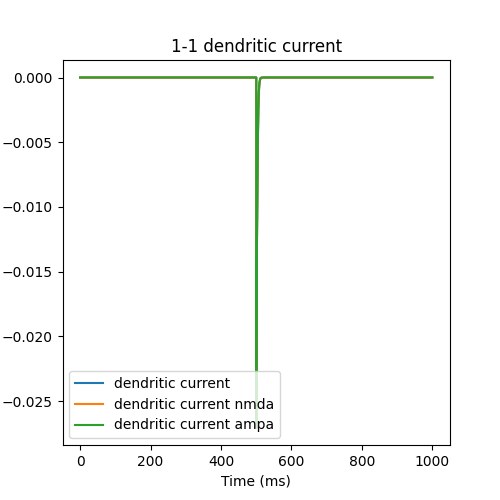 1-1 dendritic current
0.000
−0.005
−0.010
−0.015
−0.020
−0.025
dendritic current
dendritic current nmda
dendritic current ampa
0 200 400 600 800 1000
Time (ms)